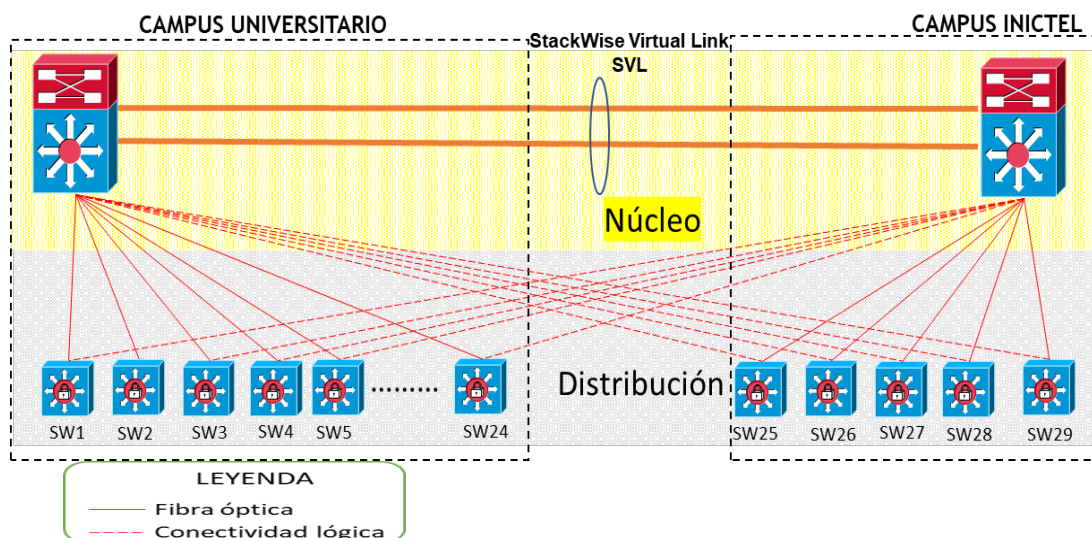 CAMPUS UNIVERSITARIO
CAMPUS INICTEL
StackWise Virtual Link
SVL
Núcleo
Distribución
SW1
SW2
SW3
SW4
SW5
.........
SW24
SW25
SW26
SW27
SW28
SW29
LEYENDA
Fibra óptica
Conectividad lógica